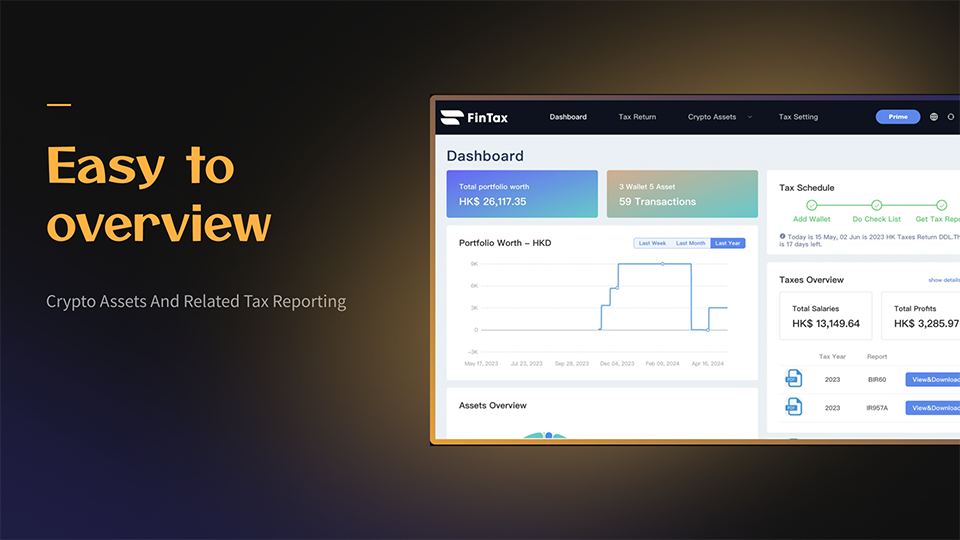 Easy to
overview
Crypto Assets And Related Tax Reporting
FinTax
Dashboard
Tax Return
Crypto Assets
Tax Setting
Prime
Dashboard
Total portfolio worth
HK$ 26,117.35
3 Wallet 5 Asset
59 Transactions
Portfolio Worth – HKD
Last Week
Last Month
Last Year
9K
6K
3K
0
-3K
May 17, 2023
Jul 23, 2023
Sep 28, 2023
Dec 04, 2023
Feb 09, 2024
Apr 16, 2024
Assets Overview
Tax Schedule
Add Wallet
Do Check List
Get Tax Repo
Today is 15 May, 02 Jun is 2023 HK Taxes Return DDL.Th
is 17 days left.
Taxes Overview
show details
Total Salaries
HK$ 13,149.64
Total Profits
HK$ 3,285.97
Tax Year
Report
PDF
2023
BIR60
View&Download
PDF
2023
IR957A
View&Download